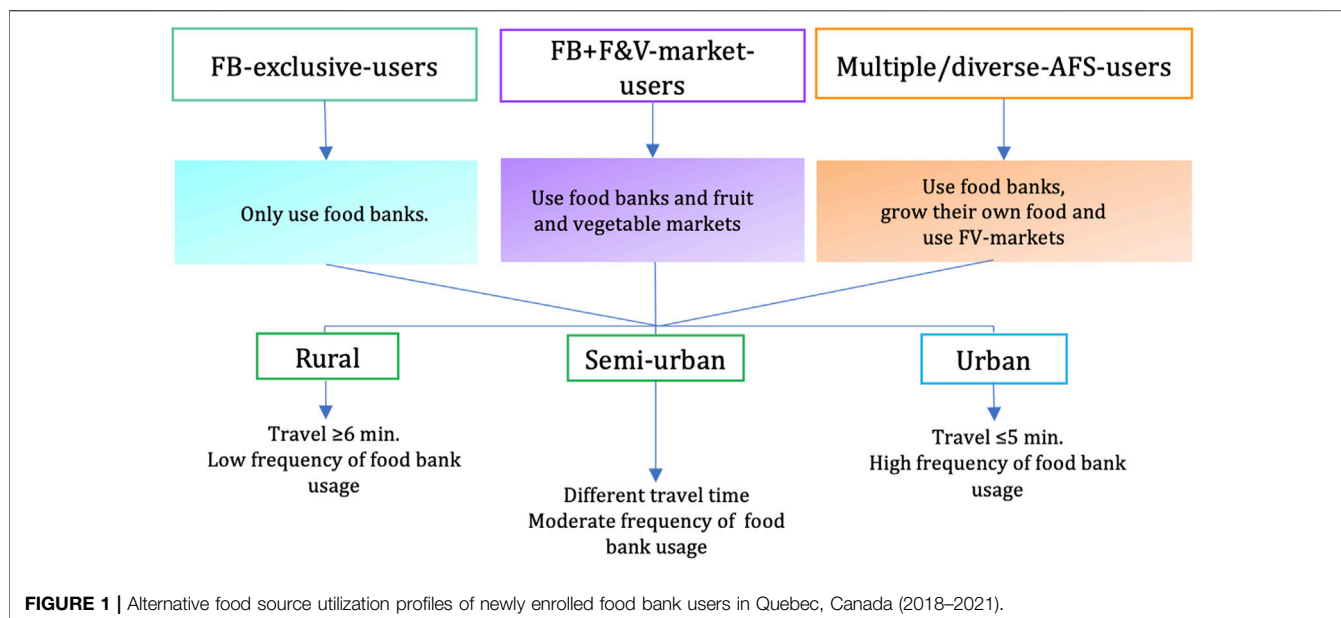 FB-exclusive-users
FB+F&V-market-
users
Multiple/diverse-AFS-users
Only use food banks.
Use food banks and fruit
and vegetable markets
Use food banks,
grow their own food and
use FV-markets
Rural
Semi-urban
Urban
Travel ≥6 min.
Low frequency of food bank
usage
Different travel time
Moderate frequency of food
bank usage
Travel ≤5 min.
High frequency of food bank
usage
FIGURE 1 | Alternative food source utilization profiles of newly enrolled food bank users in Quebec, Canada (2018–2021).